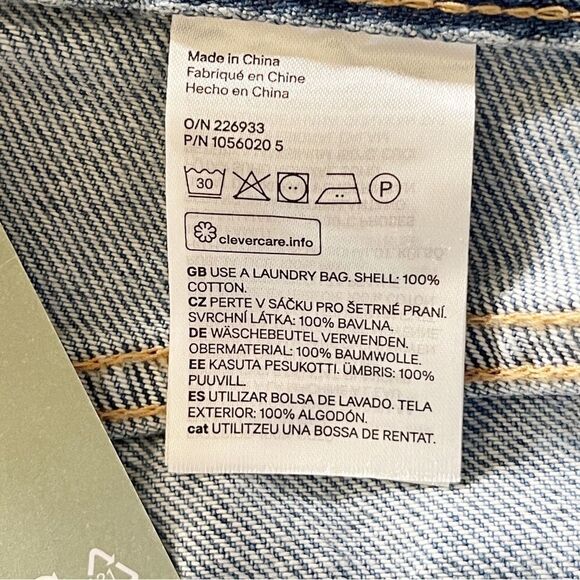 Made in China
Fabriqué en Chine
Hecho en China
O/N 226933
P/N 1056020 5
30
P
clevercare.info
GB USE A LAUNDRY BAG. SHELL: 100%
COTTON.
CZ PERTE V SÁČKU PRO ŠETRNÉ PRANÍ.
SVRCHNÍ LÁTKA: 100% BAVLNA.
DE WÄSCHEBEUTEL VERWENDEN.
OBERMATERIAL: 100% BAUMWOLLE.
EE KASUTA PESUKOTTI. ÜMBRIS: 100%
PUUVILL.
ES UTILIZAR BOLSA DE LAVADO. TELA
EXTERIOR: 100% ALGODÓN.
cat UTILITZEU UNA BOSSA DE RENTAT.